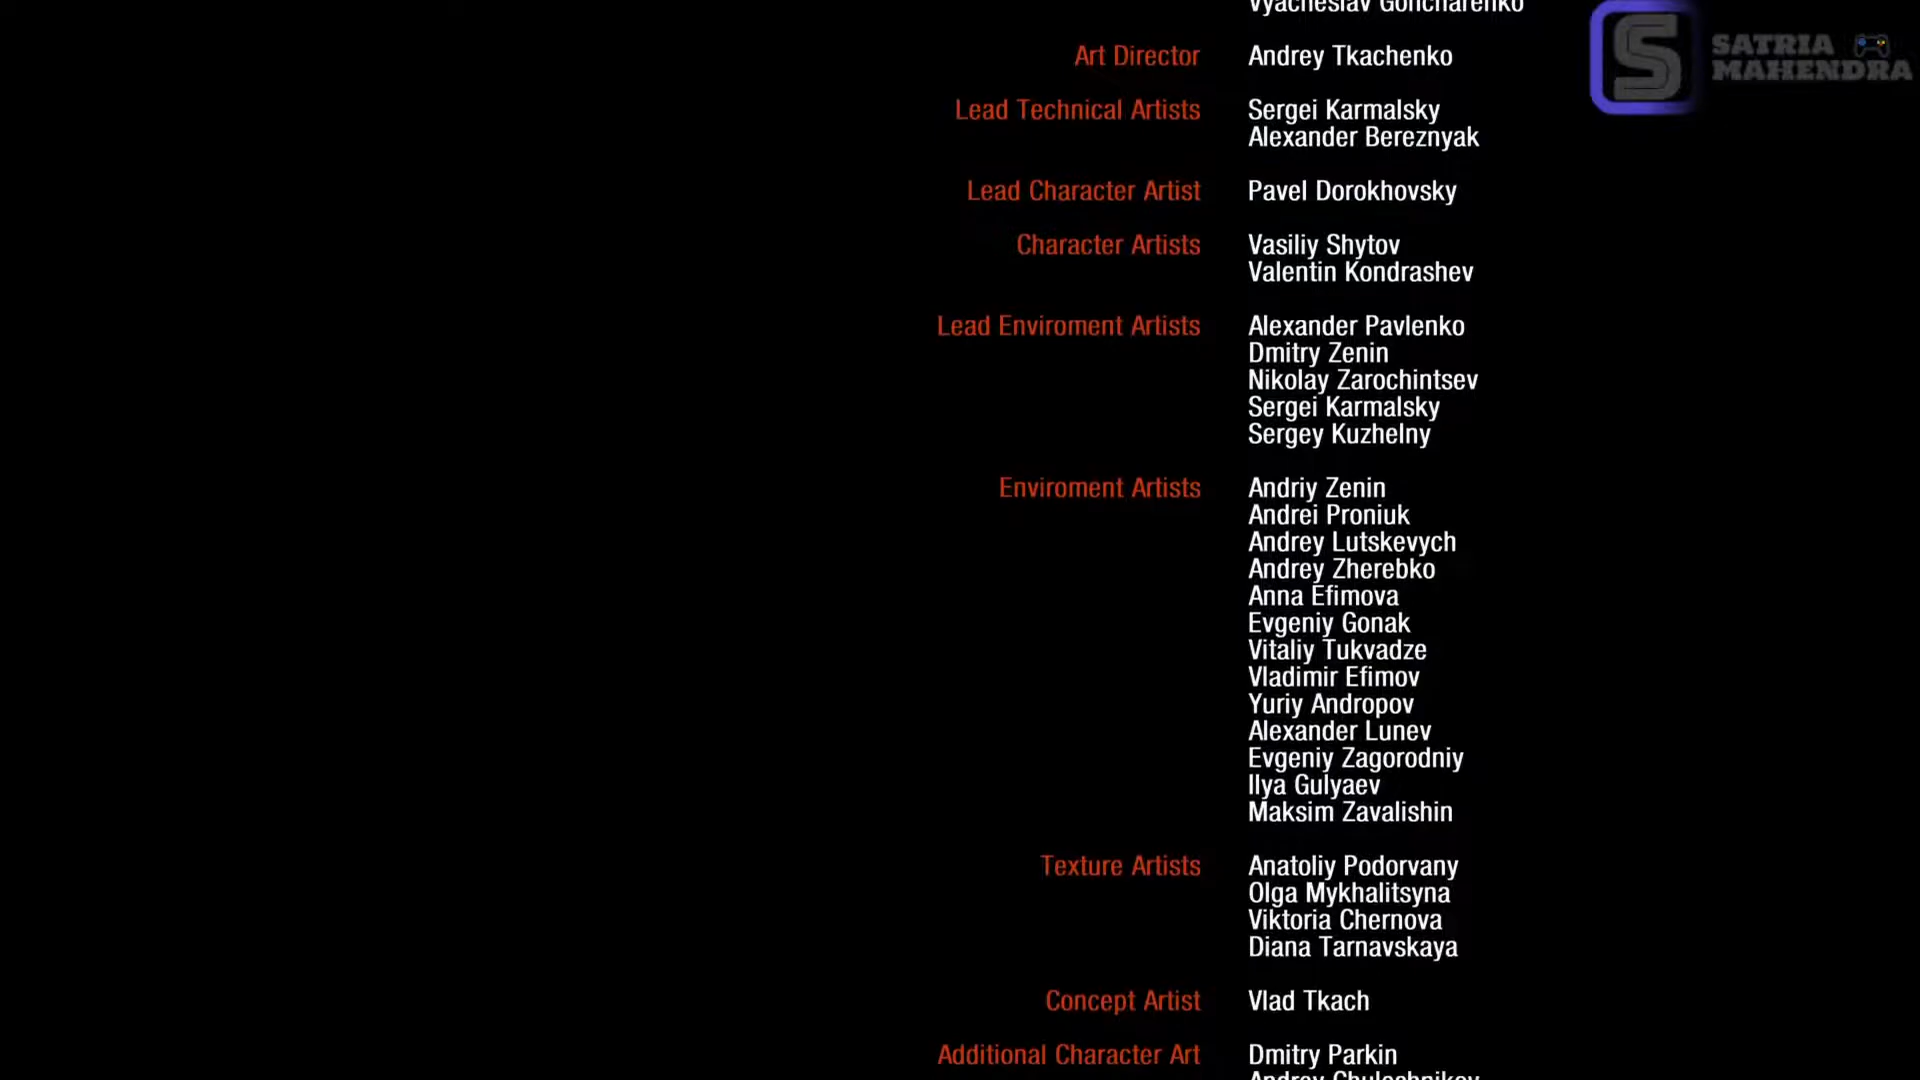 Vyacheslav Goncharenko
Art Director Andrey Tkachenko
Lead Technical Artists Sergei Karmalsky
Alexander Bereznyak
Lead Character Artist Pavel Dorokhovsky
Character Artists Vasiliy Shytov
Valentin Kondrashev
Lead Enviroment Artists Alexander Pavlenko
Dmitry Zenin
Nikolay Zarochintsev
Sergei Karmalsky
Sergey Kuzhelny
Enviroment Artists Andriy Zenin
Andrei Proniuk
Andrey Lutskevych
Andrey Zherebko
Anna Efimova
Evgeniy Gonak
Vitaliy Tukvadze
Vladimir Efimov
Yuriy Andropov
Alexander Lunev
Evgeniy Zagorodniy
Ilya Gulyaev
Maksim Zavalishin
Texture Artists Anatoliy Podorvany
Olga Mykhalitsyna
Viktoria Chernova
Diana Tarnavskaya
Concept Artist Vlad Tkach
Additional Character Art Dmitry Parkin
S SATRIA
MAHENDRA